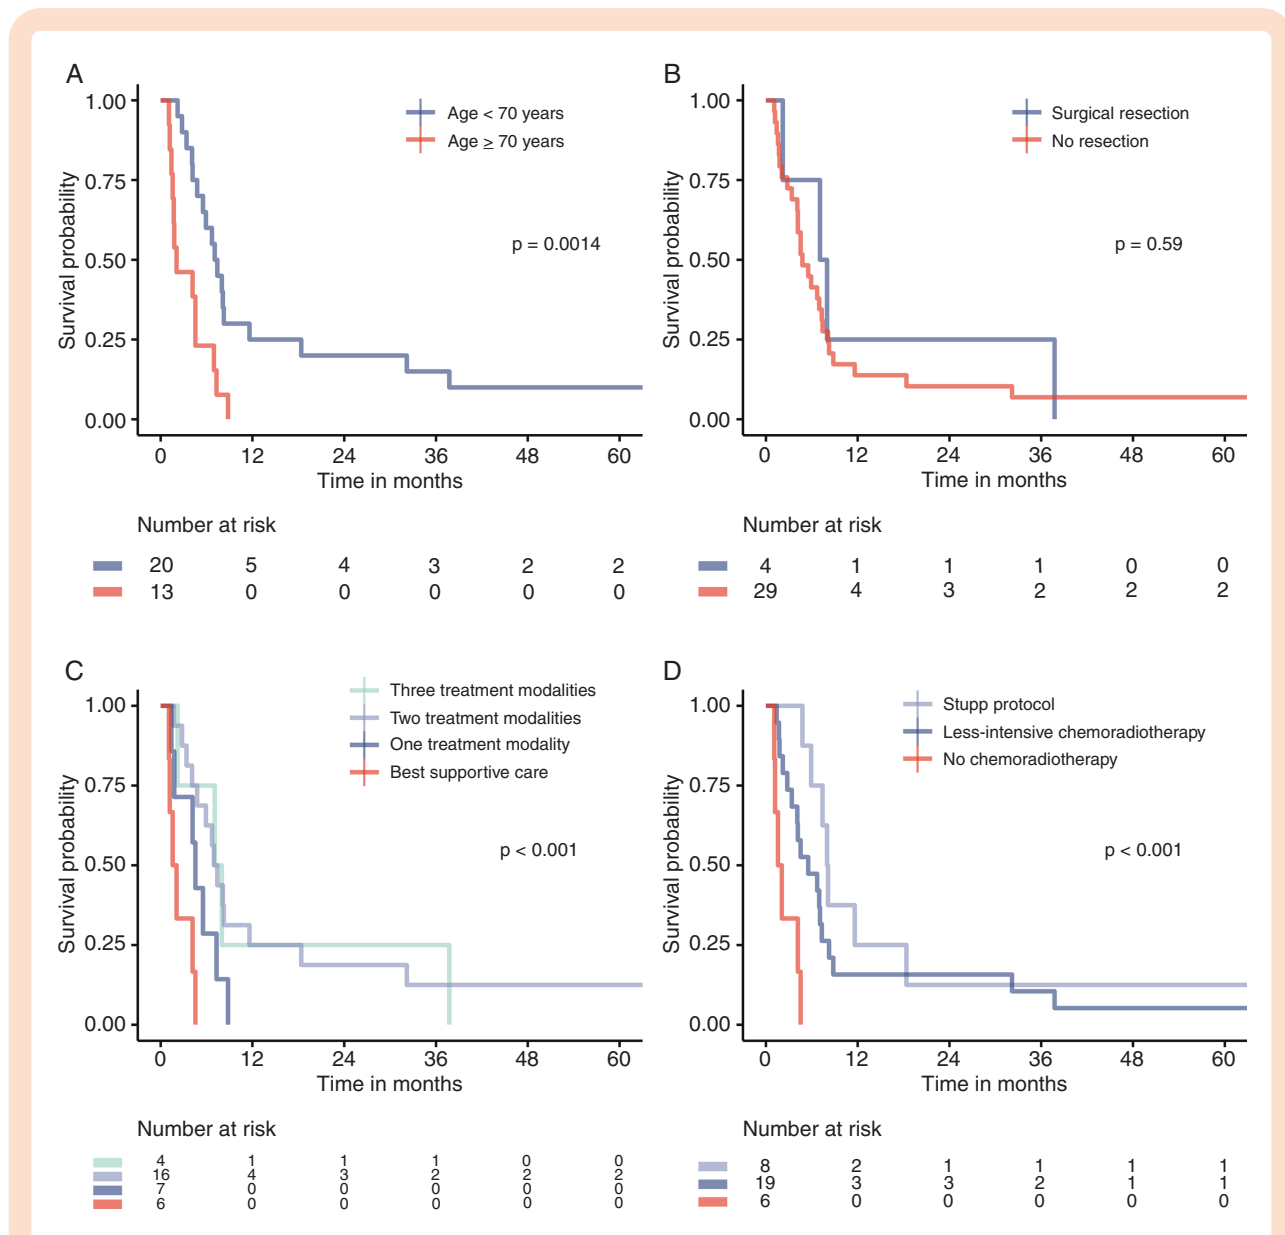 A
Survival probability
1.00
0.75
0.50
0.25
0.00
Age < 70 years
Age ≥ 70 years
p = 0.0014
0 12 24 36 48 60
Time in months
Number at risk
20 5 4 3 2 2
13 0 0 0 0 0
B
Survival probability
1.00
0.75
0.50
0.25
0.00
Surgical resection
No resection
p = 0.59
0 12 24 36 48 60
Time in months
Number at risk
4 1 1 1 0 0
29 4 3 2 2 2
C
Survival probability
1.00
0.75
0.50
0.25
0.00
Three treatment modalities
Two treatment modalities
One treatment modality
Best supportive care
p < 0.001
0 12 24 36 48 60
Time in months
Number at risk
4 1 1 1 0 0
16 4 3 2 2 2
7 0 0 0 0 0
6 0 0 0 0 0
D
Survival probability
1.00
0.75
0.50
0.25
0.00
Stupp protocol
Less-intensive chemoradiotherapy
No chemoradiotherapy
p < 0.001
0 12 24 36 48 60
Time in months
Number at risk
8 2 1 1 1 1
19 3 3 2 1 1
6 0 0 0 0 0